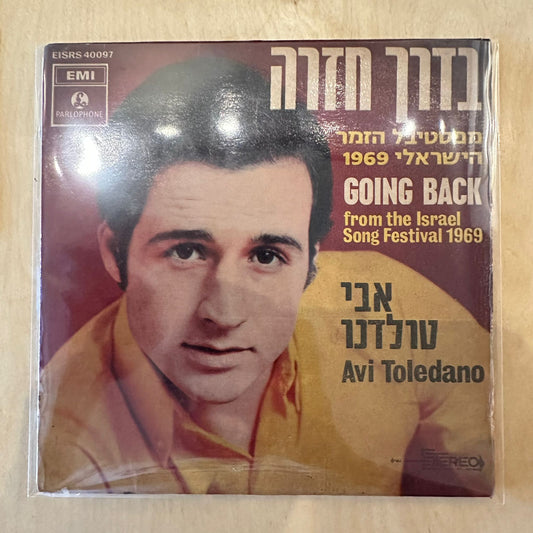 EISRS 40097
EMI
PARLOPHONE
בדרך חזרה
מפסטיבל הזמר
הישראלי 1969
GOING BACK
from the Israel
Song Festival 1969
אבי
טולדנו
Avi Toledano
STEREO